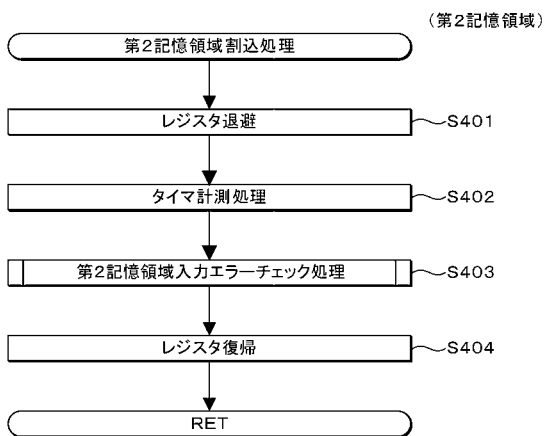 (第2記憶領域)
第2記憶領域割込処理
レジスタ退避
S401
タイマ計測処理
S402
第2記憶領域入力エラーチェック処理
S403
レジスタ復帰
S404
RET